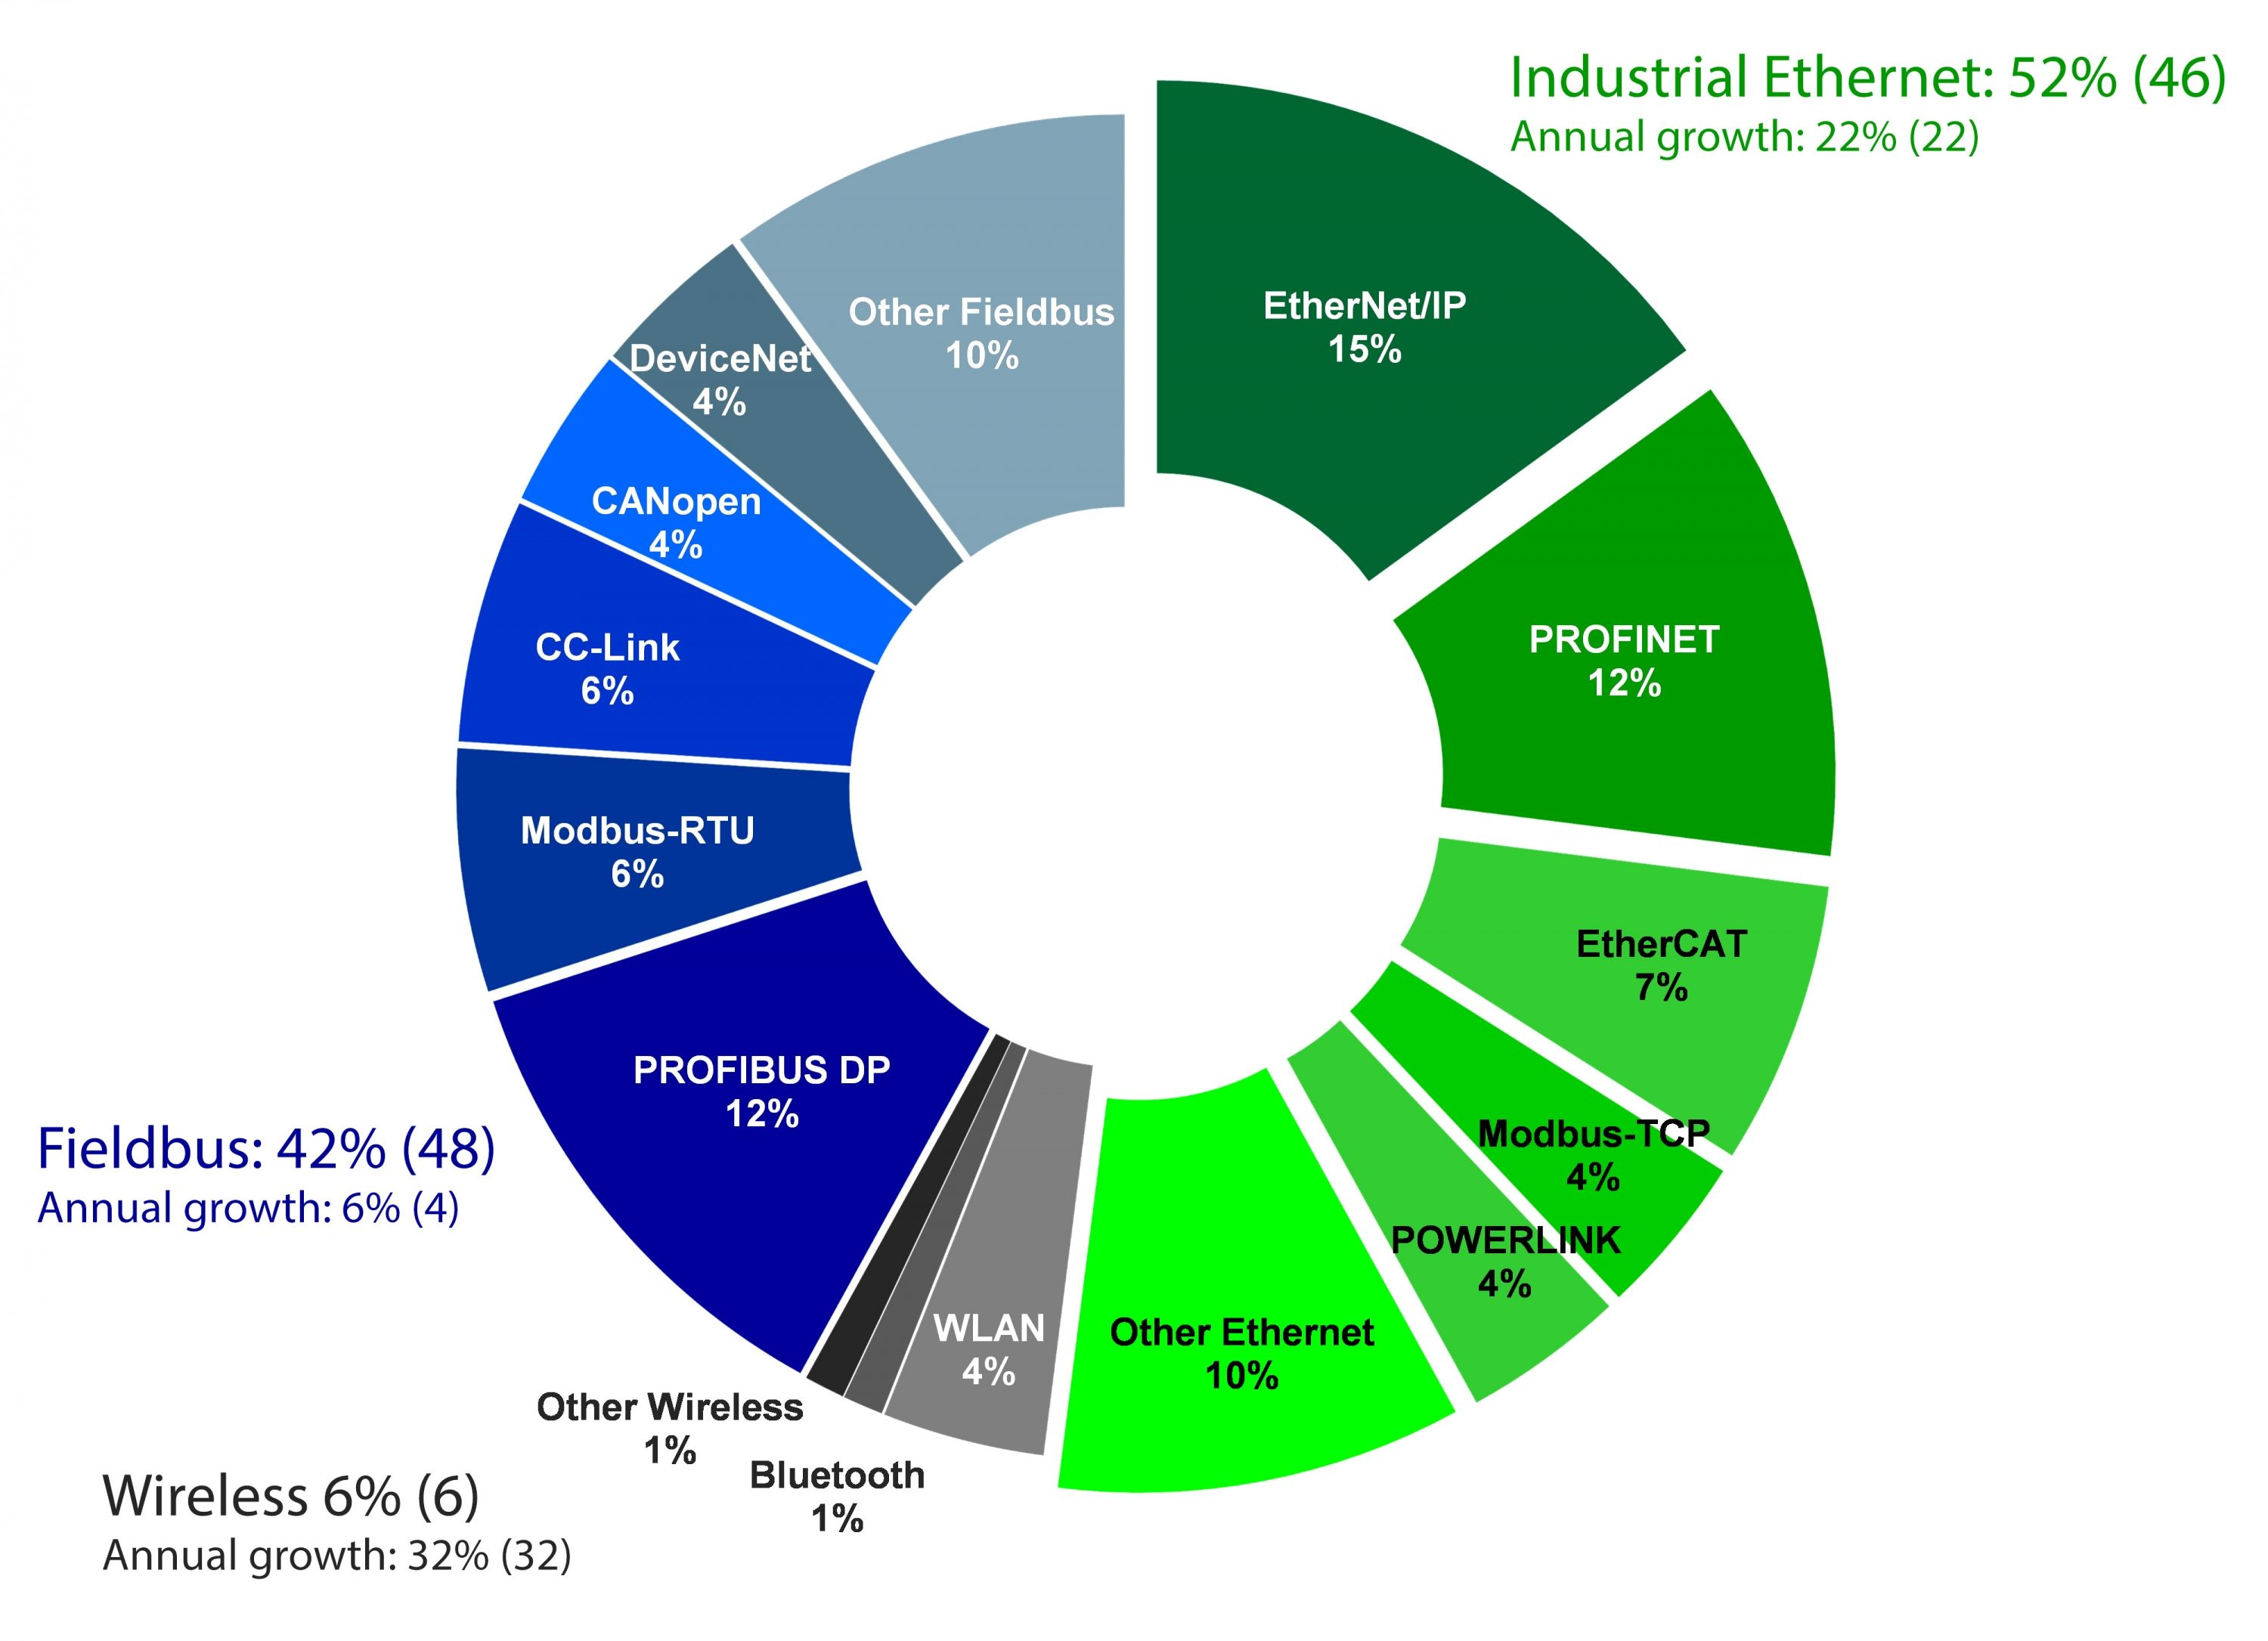 Industrial Ethernet: 52% (46)
Annual growth: 22% (22)
EtherNet/IP
15%
PROFINET
12%
EtherCAT
7%
Modbus-TCP
4%
POWERLINK
4%
Other Ethernet
10%
WLAN
4%
Bluetooth
1%
Other Wireless
1%
PROFIBUS DP
12%
Modbus-RTU
6%
CC-Link
6%
CANopen
4%
DeviceNet
4%
Other Fieldbus
10%
Fieldbus: 42% (48)
Annual growth: 6% (4)
Wireless 6% (6)
Annual growth: 32% (32)